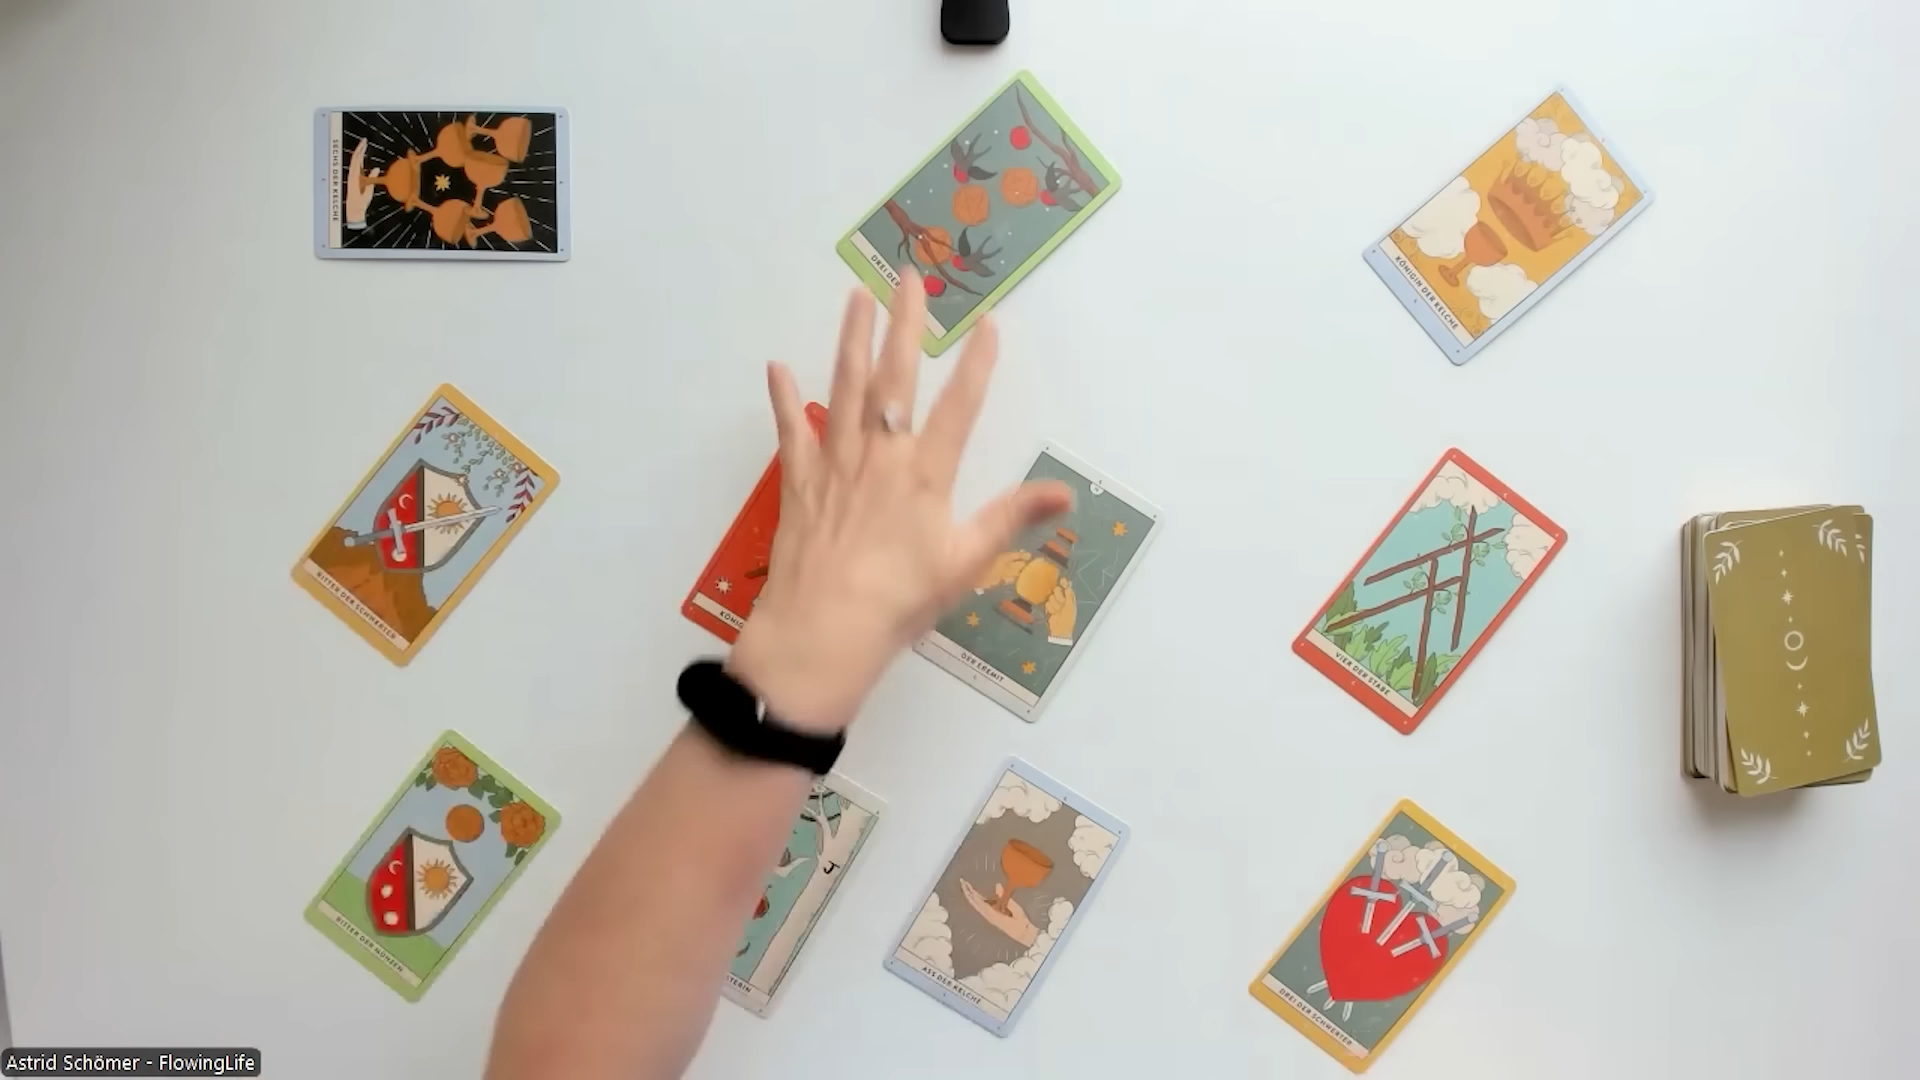 SECHS DER KELCHE
DREI DER
KÖNIGIN DER KELCHE
RITTER DER SCHWERTER
KÖNIG
DER EREMIT
VIER DER STÄBE
RITTER DER MÜNZEN
J
ASS DER KELCHE
DREI DER SCHWERTER
Astrid Schömer - FlowingLife